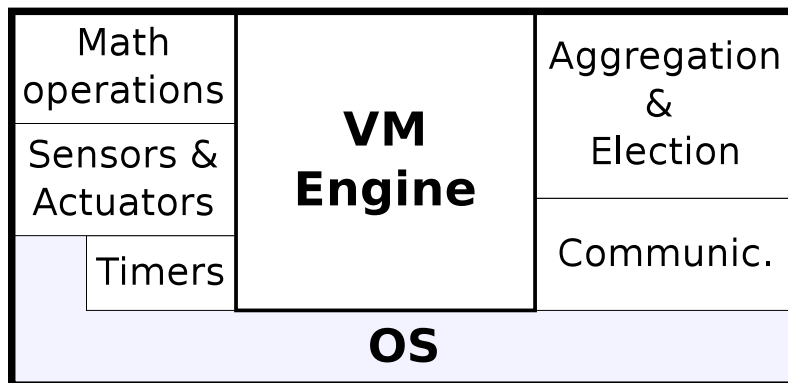 Math
operations
Sensors &
Actuators
Timers
VM
Engine
Aggregation
&
Election
Communic.
OS